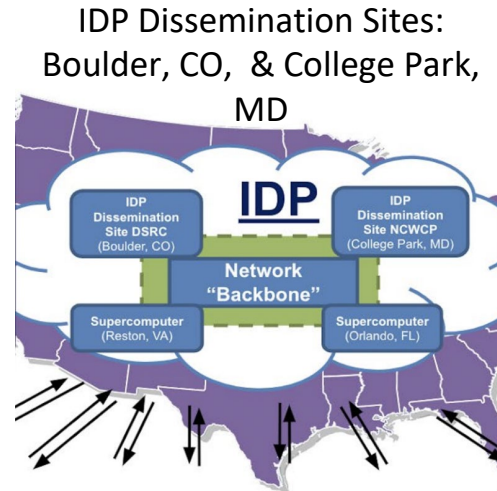 IDP Dissemination Sites:
Boulder, CO, & College Park,
MD
IDP
IDP
Dissemination
Site DSRC
(Boulder, CO)
IDP
Dissemination
Site NCWCP
(College Park, MD)
Network
“Backbone”
Supercomputer
(Reston, VA)
Supercomputer
(Orlando, FL)